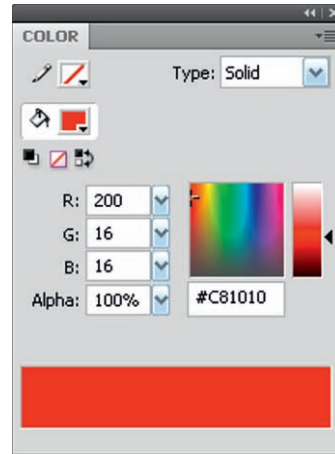 COLOR
Type: Solid
R: 200
G: 16
B: 16
Alpha: 100%
#C81010